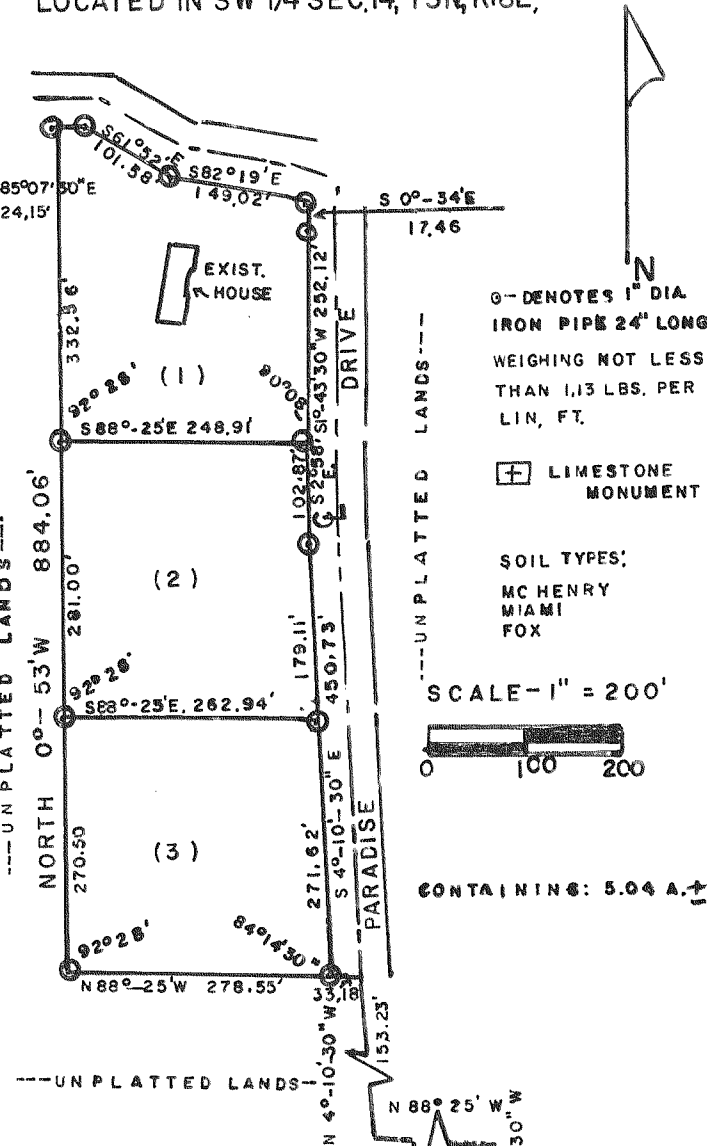 LOCATED IN SW 1/4 SEC.14, T5N, R18E,
S61°52'E
101.58'
S82°19'E
149.02'
85°07'30"E
24.15'
S 0°-34'E
17.46
EXIST.
HOUSE
332.56'
(1)
92°28'
S1°-43'30"W 252.12'
DRIVE
S88°-25'E 248.91'
102.87'
S2°58'
E
884.06'
281.00'
(2)
92°28'
179.11'
450.73'
S88°-25'E. 262.94'
NORTH 0°-53'W
270.50
(3)
271.62'
S 4°-10'-30" E
PARADISE
92°28'
84°14'30"
N88°-25'W 278.55'
33.18'
153.23'
N 4°-10'-30" W
N 88° 25' W
30" W
---UNPLATTED LANDS---
---UNPLATTED LANDS---
---UNPLATTED LANDS-
N
⊙-DENOTES 1" DIA.
IRON PIPE 24" LONG
WEIGHING NOT LESS
THAN 1.13 LBS. PER
LIN, FT.
LIMESTONE
MONUMENT
SOIL TYPES:
MC HENRY
MIAMI
FOX
SCALE-1" = 200'
0 100 200
CONTAINING: 5.04 A.±